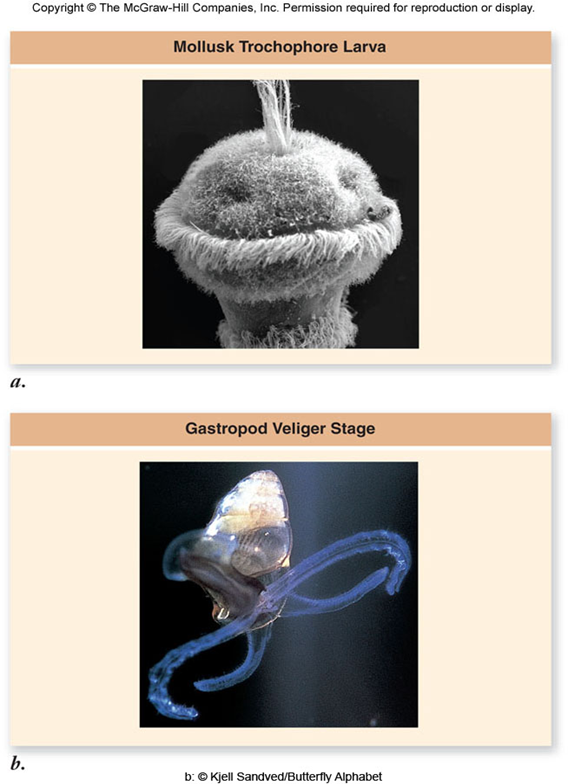 Copyright © The McGraw-Hill Companies, Inc. Permission required for reproduction or display.
Mollusk Trochophore Larva
a.
Gastropod Veliger Stage
b.
b: © Kjell Sandved/Butterfly Alphabet